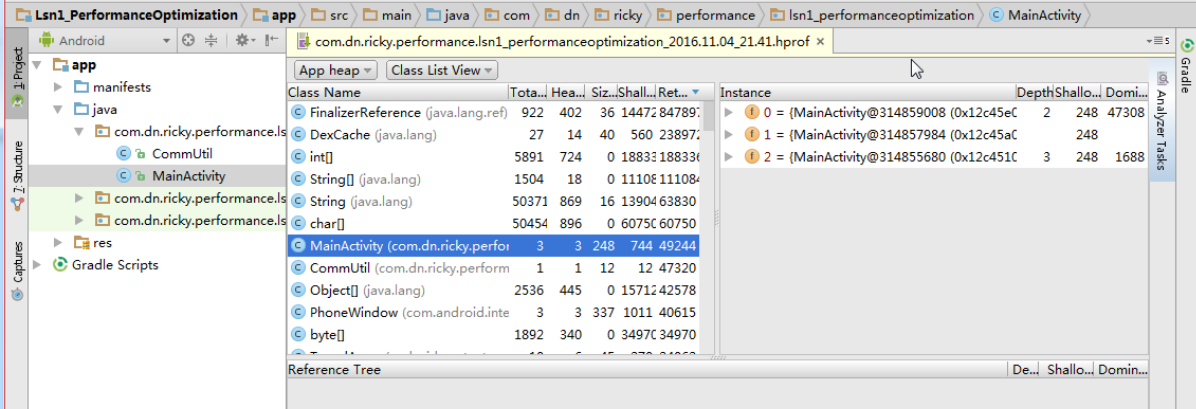 Lsn1_PerformanceOptimization app src main java com dn ricky performance lsn1_performanceoptimization MainActivity
Android
com.dn.ricky.performance.lsn1_performanceoptimization_2016.11.04_21.41.hprof
5
1: Project
7: Structure
Captures
app
manifests
java
com.dn.ricky.performance.ls
CommUtil
MainActivity
com.dn.ricky.performance.ls
com.dn.ricky.performance.ls
res
Gradle Scripts
App heap Class List View
Class Name Tota... Hea... Siz... Shall... Ret...
FinalizerReference (java.lang.ref) 922 402 36 14472 847897
DexCache (java.lang) 27 14 40 560 238972
int[] 5891 724 0 18833 188336
String[] (java.lang) 1504 18 0 11108 111084
String (java.lang) 50371 869 16 13904 63830
char[] 50454 896 0 60750 60750
MainActivity (com.dn.ricky.perfor 3 3 248 744 49244
CommUtil (com.dn.ricky.perform 1 1 12 12 47320
Object[] (java.lang) 2536 445 0 15712 42578
PhoneWindow (com.android.inte 3 3 337 1011 40615
byte[] 1892 340 0 34970 34970
Instance Depth Shallo... Domi...
0 = {MainActivity@314859008 (0x12c45e0 2 248 47308
1 = {MainActivity@314857984 (0x12c45a0 248
2 = {MainActivity@314855680 (0x12c4510 3 248 1688
Reference Tree De... Shallo... Domin...
Analyzer Tasks
Gradle